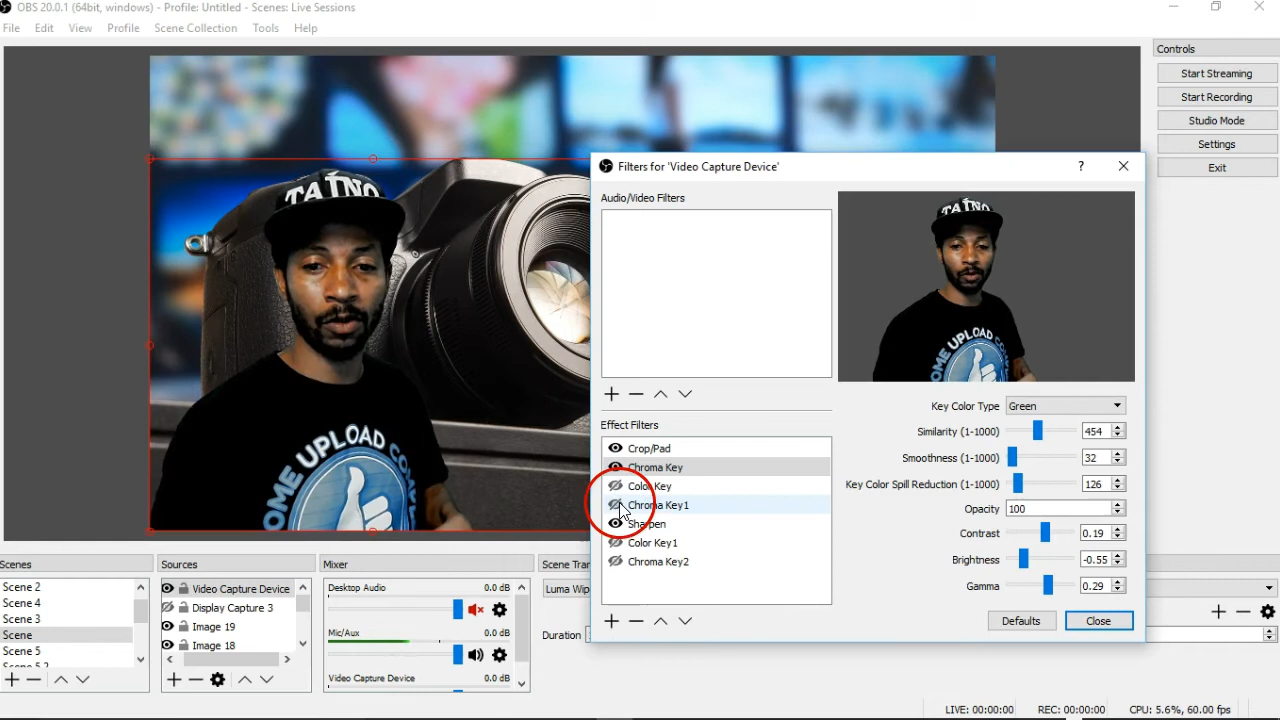 OBS 20.0.1 (64bit, windows) - Profile: Untitled - Scenes: Live Sessions
File Edit View Profile Scene Collection Tools Help
Controls
Start Streaming
Start Recording
Studio Mode
Settings
Exit
TAÍNO
UPLOAD
Filters for 'Video Capture Device'
?
Audio/Video Filters
Effect Filters
Crop/Pad
Chroma Key
Color Key
Chroma Key1
Sharpen
Color Key1
Chroma Key2
TAÍNO
OME UPLOAD COM
Key Color Type Green
Similarity (1-1000) 454
Smoothness (1-1000) 32
Key Color Spill Reduction (1-1000) 126
Opacity 100
Contrast 0.19
Brightness -0.55
Gamma 0.29
Defaults Close
Scenes
Scene 2
Scene 4
Scene 3
Scene
Scene 5
Sources
Video Capture Device
Display Capture 3
Image 19
Image 18
Mixer
Desktop Audio 0.0 dB
Mic/Aux 0.0 dB
Video Capture Device 0.0 dB
Scene Tra
Luma Wip
Duration
LIVE: 00:00:00 REC: 00:00:00 CPU: 5.6%, 60.00 fps